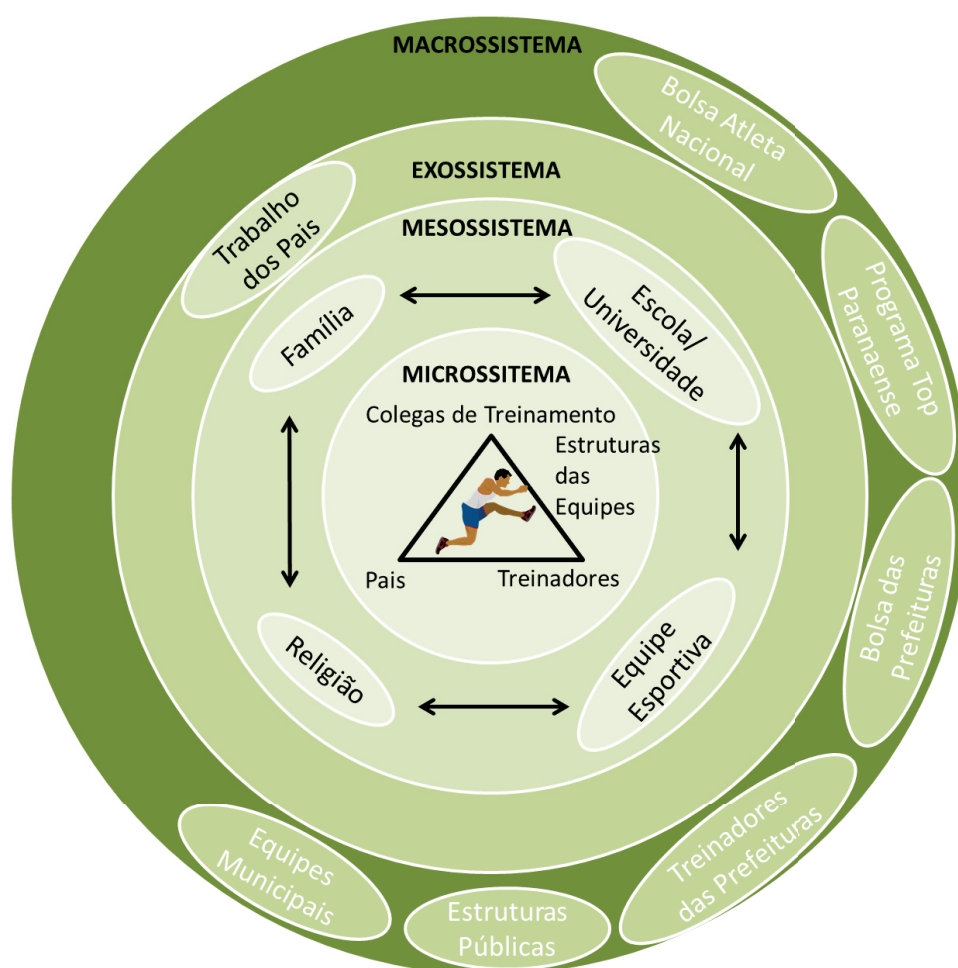 MACROSSISTEMA
Bolsa Atleta
Nacional
EXOSSISTEMA
Trabalho
dos Pais
MESOSSISTEMA
Programa Top
Paranaense
Família
Escola/
Universidade
MICROSSITEMA
Colegas de Treinamento
Estruturas
das
Equipes
Pais
Treinadores
Bolsa das
Prefeituras
Religião
Equipe
Esportiva
Equipes
Municipais
Estruturas
Públicas
Treinadores
das Prefeituras